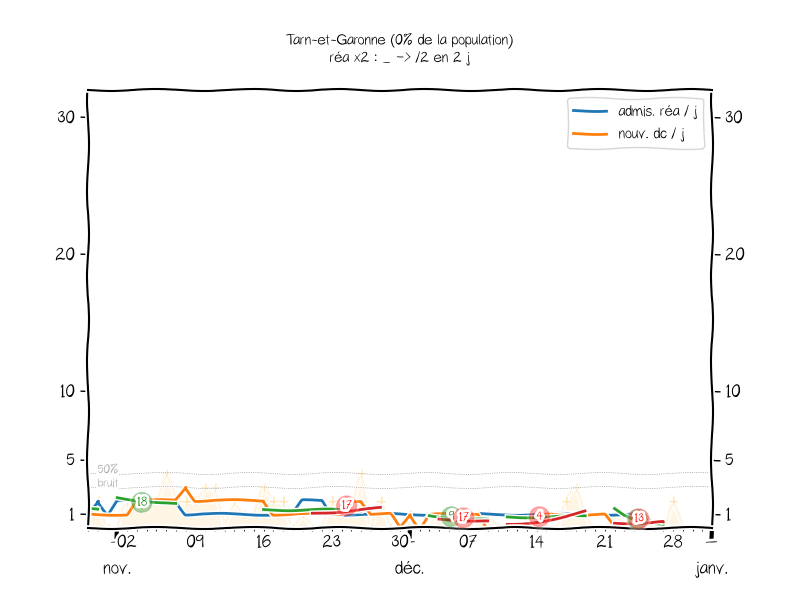 Tarn-et-Garonne (0% de la population)
réa x2 : _ -> /2 en 2 j
admis. réa / j
nouv. dc / j
30 30
20 20
10 10
5 5
1 1
50%
bruit
18 17 9 17 4 13
02 09 16 23 30 07 14 21 28
nov. déc. janv.